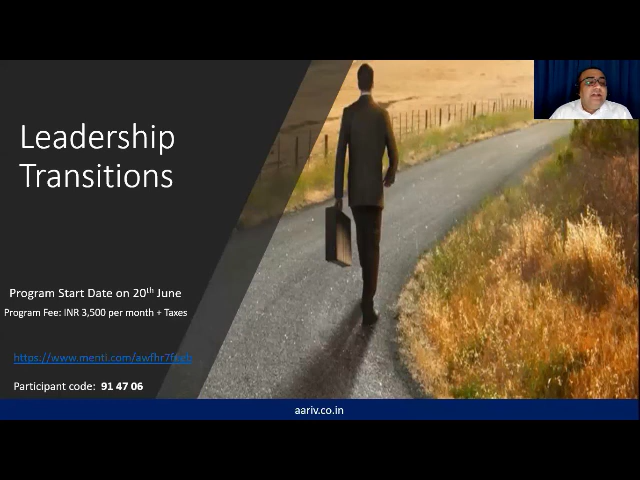 Leadership
Transitions
Program Start Date on 20th June
Program Fee: INR 3,500 per month + Taxes
Participant code: 91 47 06
aariv.co.in